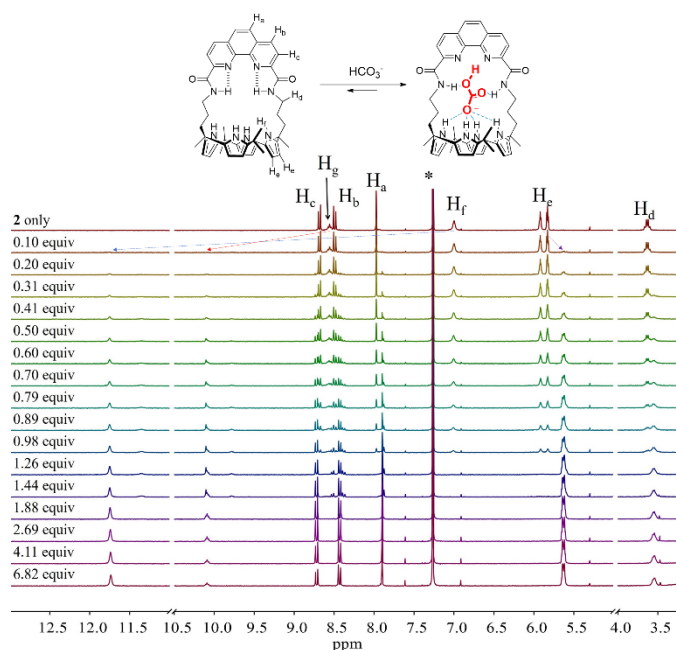 Ha
Hb
Hc
N
N
O
O
N
H
H
N
Hd
Hf
NH
N
H
N
H
N
He
He
HCO3−
N
N
O
O
H
N
H
O
H
N
O
O−
H
N
H
N
H
N
H
N
Hc
Hg
Hb
Ha
*
Hf
He
Hd
2 only
0.10 equiv
0.20 equiv
0.31 equiv
0.41 equiv
0.50 equiv
0.60 equiv
0.70 equiv
0.79 equiv
0.89 equiv
0.98 equiv
1.26 equiv
1.44 equiv
1.88 equiv
2.69 equiv
4.11 equiv
6.82 equiv
12.5 12.0 11.5 11.0 10.5 10.0 9.5 9.0 8.5 8.0 7.5 7.0 6.5 6.0 5.5 5.0 4.0 3.5
ppm